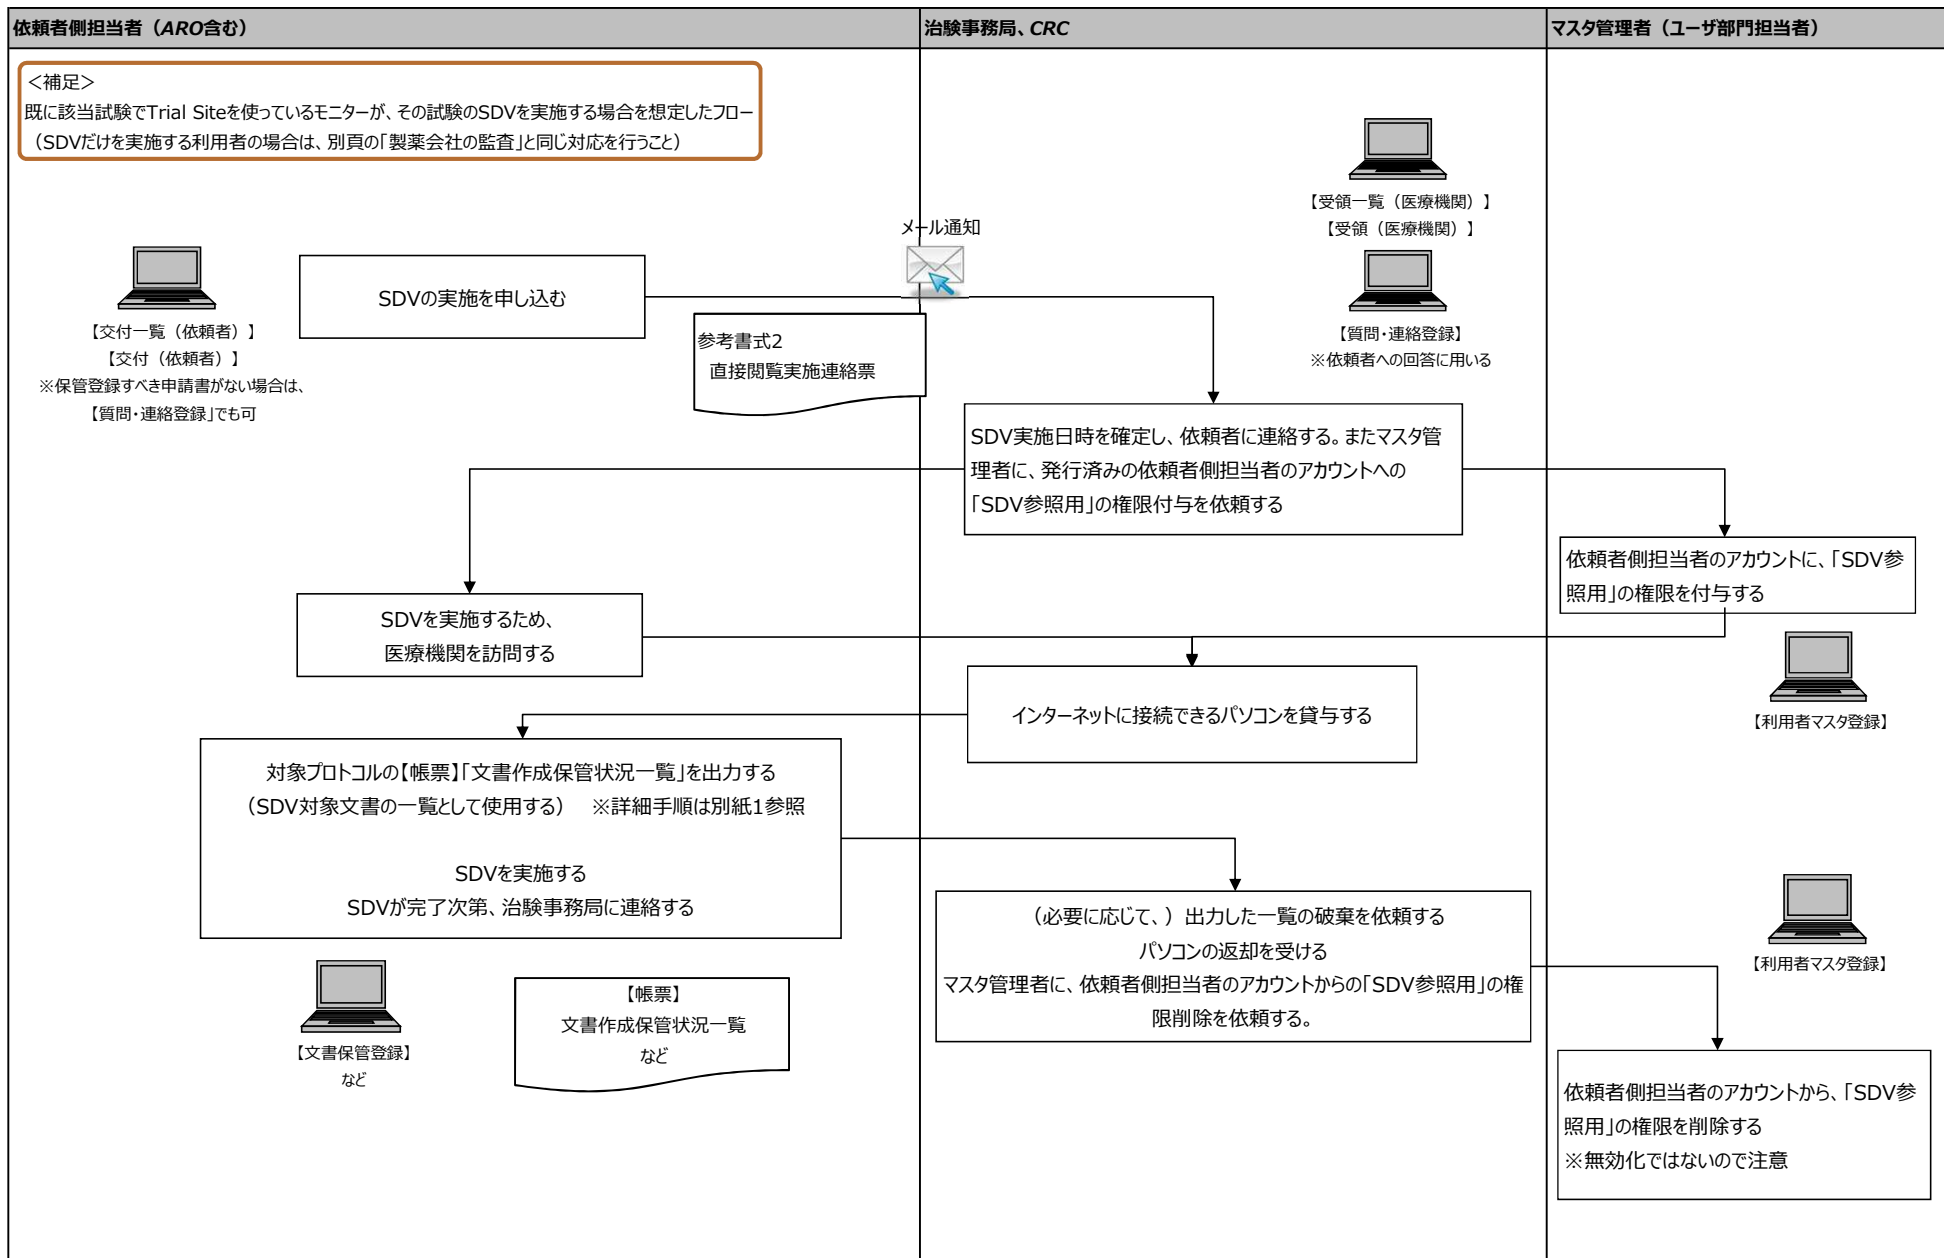 依頼者側担当者（ARO含む）
治験事務局、CRC
マスタ管理者（ユーザ部門担当者）
＜補足＞
既に該当試験でTrial Siteを使っているモニターが、その試験のSDVを実施する場合を想定したフロー
（SDVだけを実施する利用者の場合は、別頁の「製薬会社の監査」と同じ対応を行うこと）
【受領一覧（医療機関）】
【受領（医療機関）】
メール通知
SDVの実施を申し込む
【交付一覧（依頼者）】
【交付（依頼者）】
※保管登録すべき申請書がない場合は、
【質問・連絡登録」でも可
参考書式2
直接閲覧実施連絡票
【質問・連絡登録】
※依頼者への回答に用いる
SDV実施日時を確定し、依頼者に連絡する。またマスタ管
理者に、発行済みの依頼者側担当者のアカウントへの
「SDV参照用」の権限付与を依頼する
依頼者側担当者のアカウントに、「SDV参
照用」の権限を付与する
SDVを実施するため、
医療機関を訪問する
【利用者マスタ登録】
インターネットに接続できるパソコンを貸与する
対象プロトコルの【帳票】「文書作成保管状況一覧」を出力する
（SDV対象文書の一覧として使用する）　※詳細手順は別紙1参照
SDVを実施する
SDVが完了次第、治験事務局に連絡する
（必要に応じて、）出力した一覧の破棄を依頼する
パソコンの返却を受ける
マスタ管理者に、依頼者側担当者のアカウントからの「SDV参照用」の権
限削除を依頼する。
【利用者マスタ登録】
【文書保管登録】
など
【帳票】
文書作成保管状況一覧
など
依頼者側担当者のアカウントから、「SDV参
照用」の権限を削除する
※無効化ではないので注意